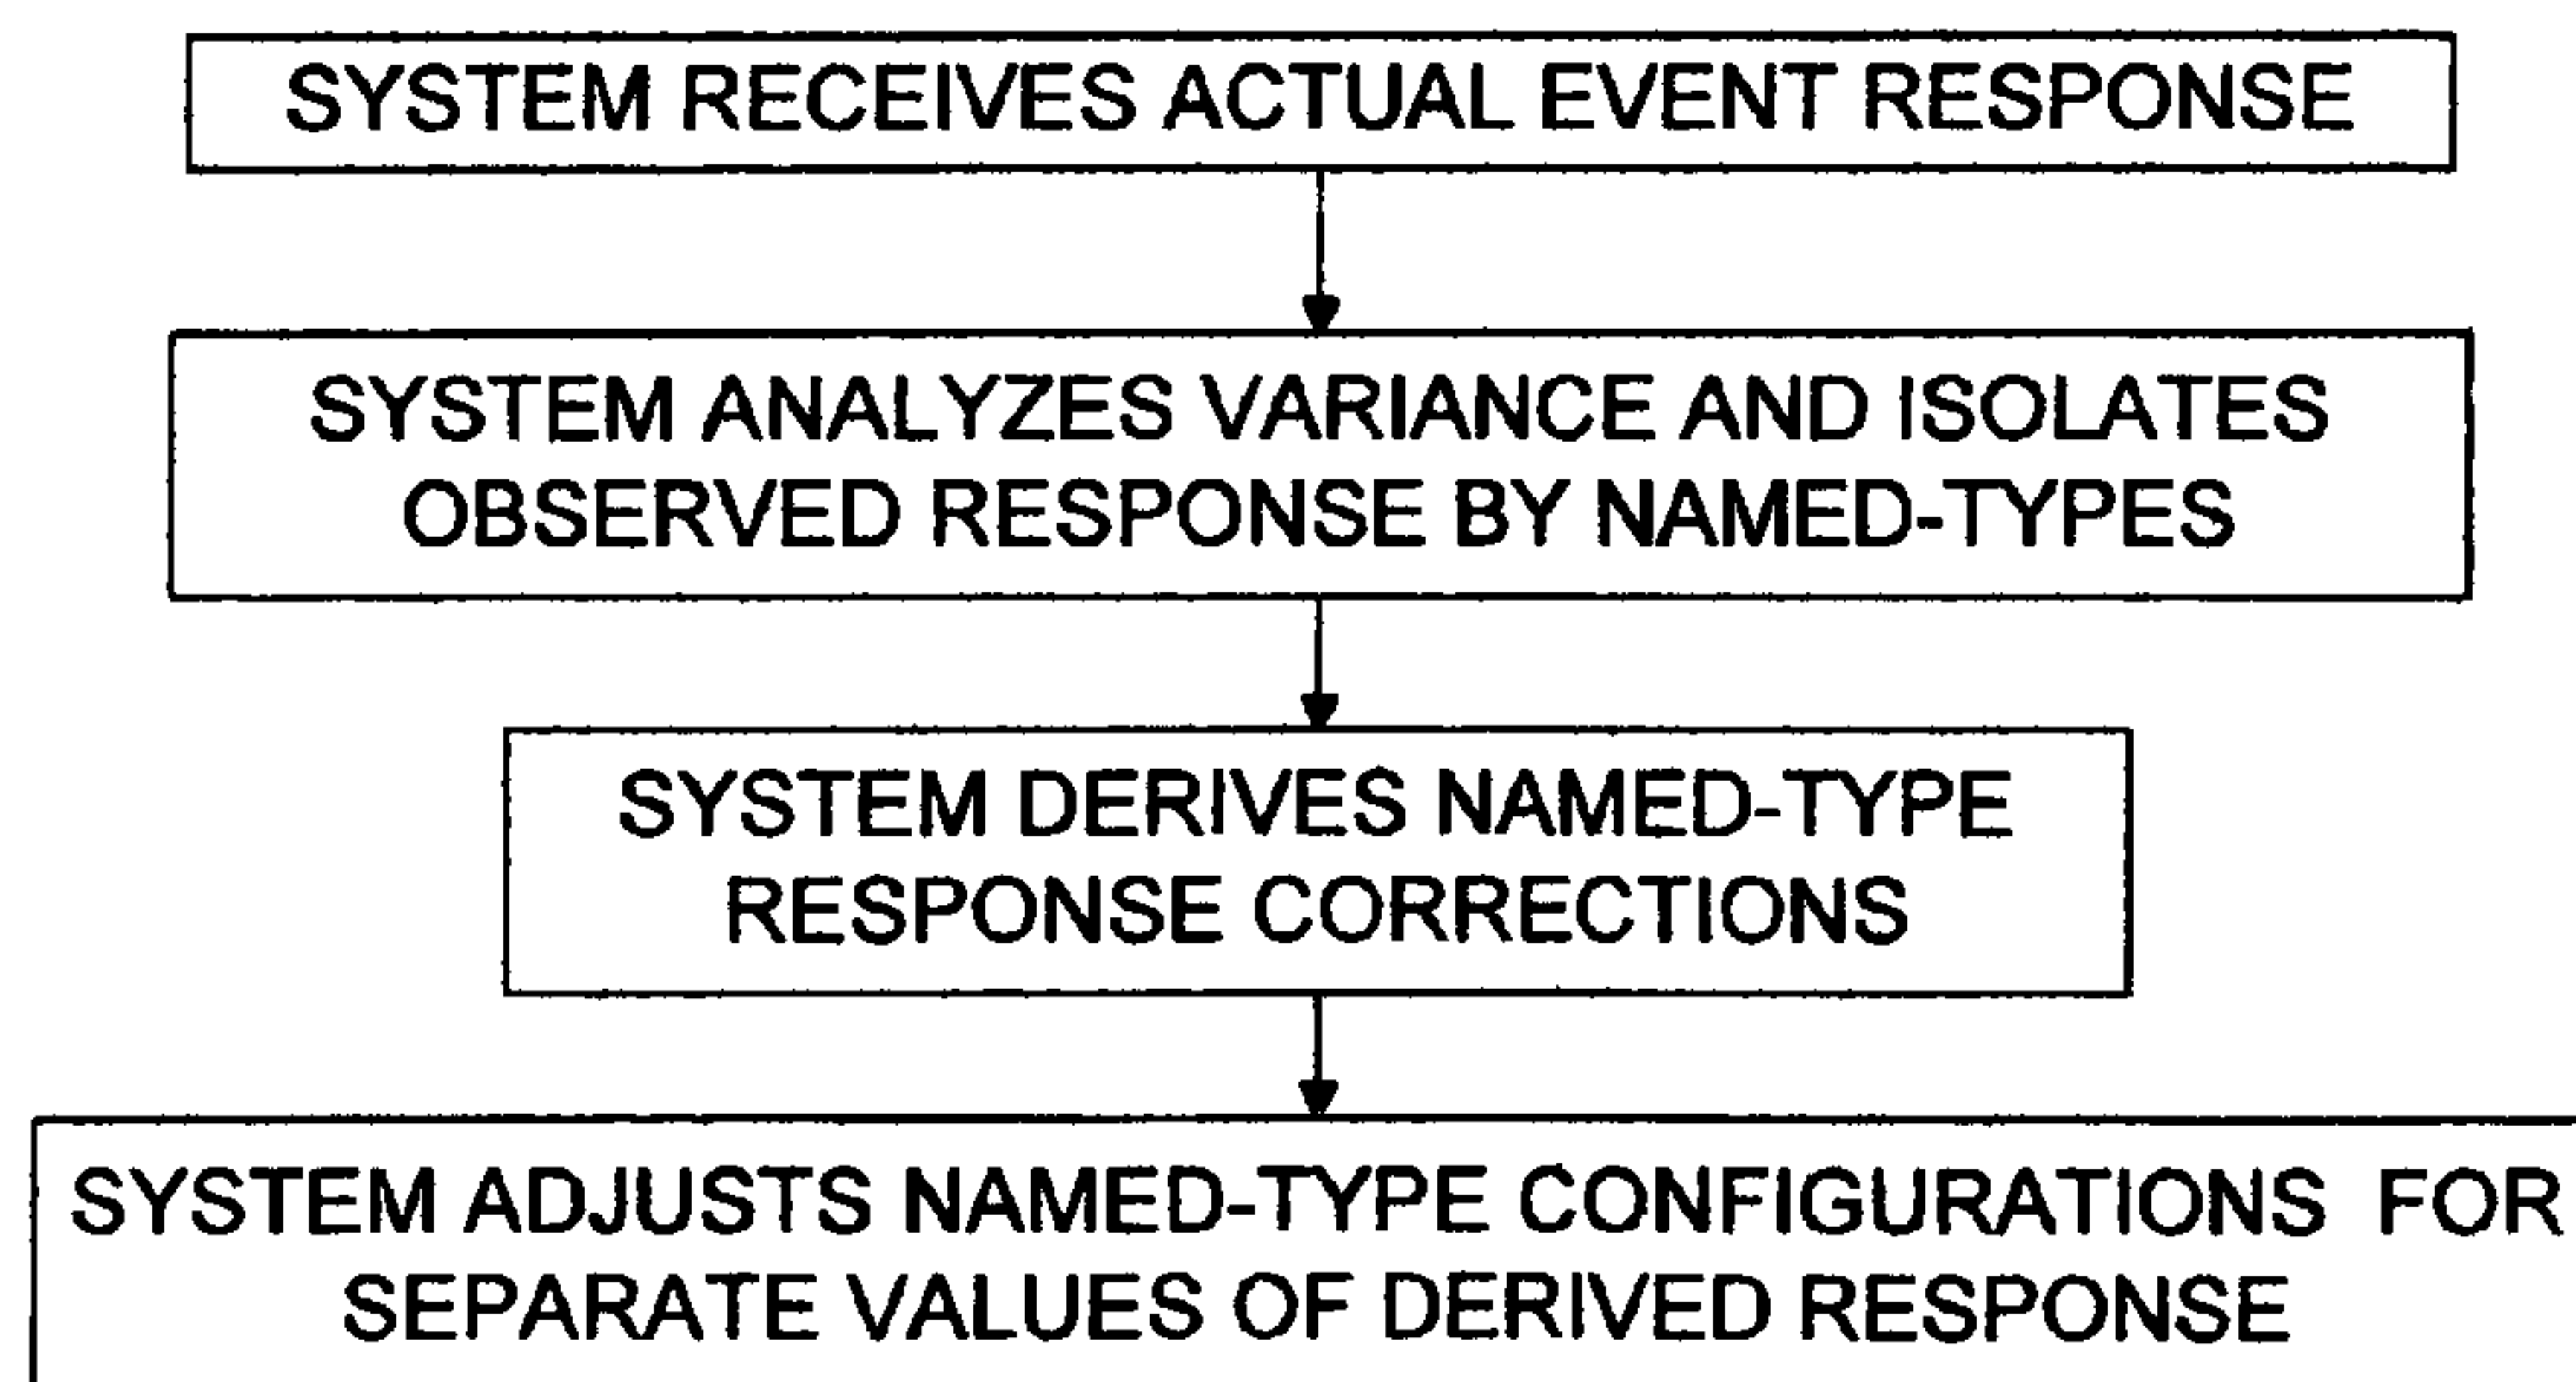 SYSTEM RECEIVES ACTUAL EVENT RESPONSE
SYSTEM ANALYZES VARIANCE AND ISOLATES
OBSERVED RESPONSE BY NAMED-TYPES
SYSTEM DERIVES NAMED-TYPE
RESPONSE CORRECTIONS
SYSTEM ADJUSTS NAMED-TYPE CONFIGURATIONS FOR
SEPARATE VALUES OF DERIVED RESPONSE